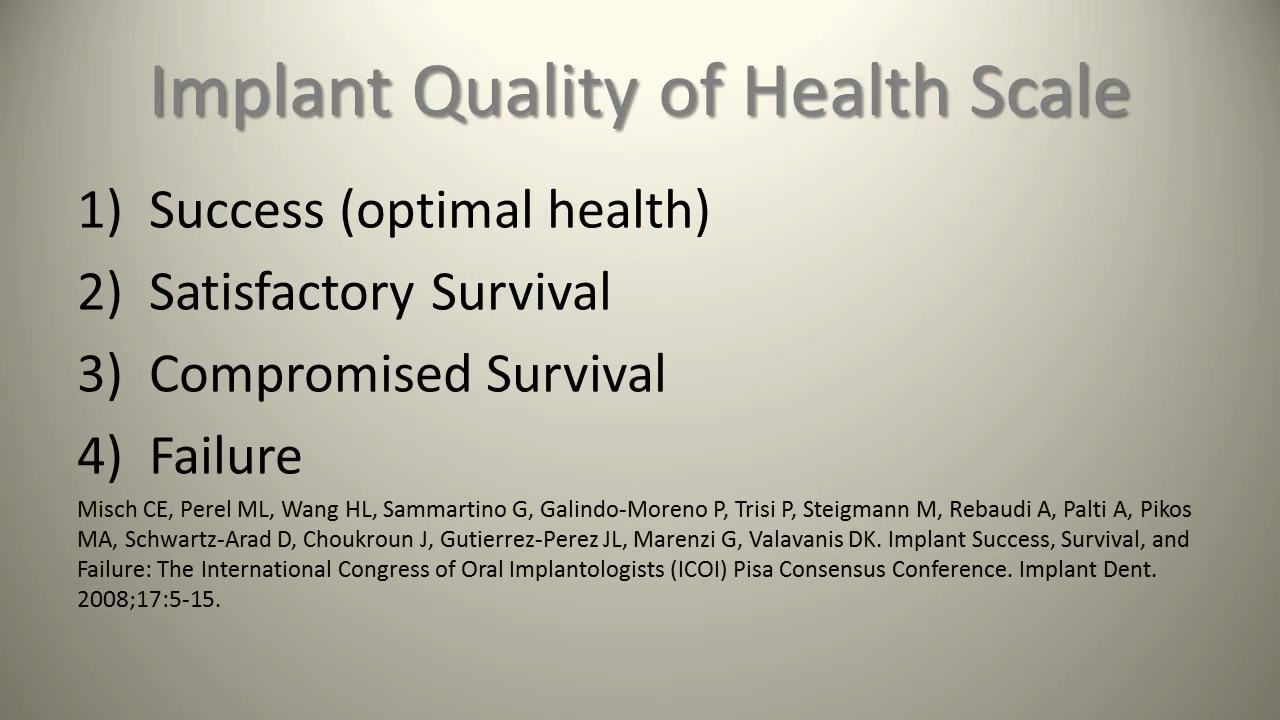 Implant Quality of Health Scale
1) Success (optimal health)
2) Satisfactory Survival
3) Compromised Survival
4) Failure
Misch CE, Perel ML, Wang HL, Sammartino G, Galindo-Moreno P, Trisi P, Steigmann M, Rebaudi A, Palti A, Pikos
MA, Schwartz-Arad D, Choukroun J, Gutierrez-Perez JL, Marenzi G, Valavanis DK. Implant Success, Survival, and
Failure: The International Congress of Oral Implantologists (ICOI) Pisa Consensus Conference. Implant Dent.
2008;17:5-15.